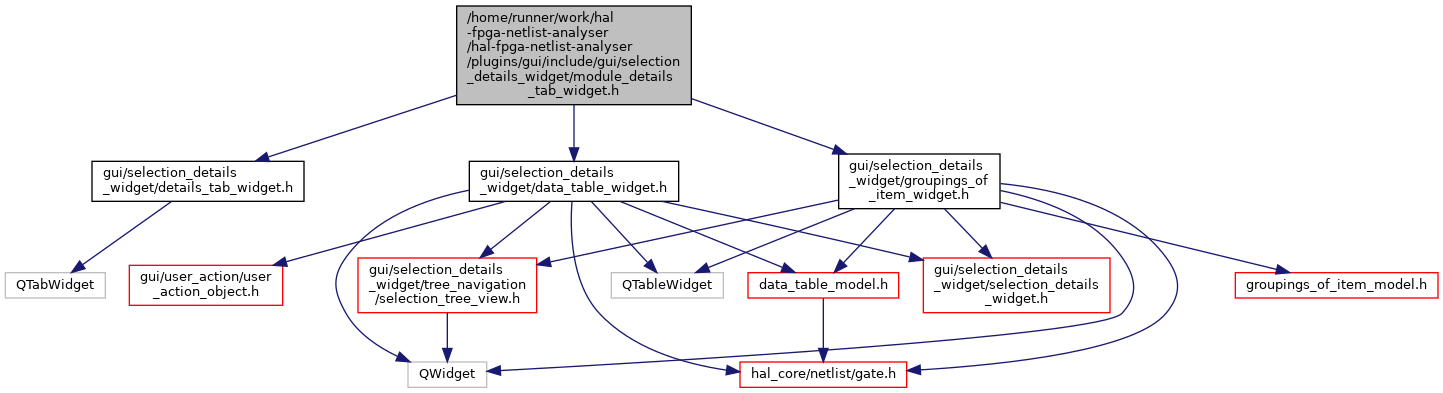 /home/runner/work/hal
-fpga-netlist-analyser
/hal-fpga-netlist-analyser
/plugins/gui/include/gui/selection
_details_widget/module_details
_tab_widget.h
gui/selection_details
_widget/details_tab_widget.h
gui/selection_details
_widget/data_table_widget.h
gui/selection_details
_widget/groupings_of
_item_widget.h
QTabWidget
gui/user_action/user
_action_object.h
gui/selection_details
_widget/tree_navigation
/selection_tree_view.h
QTableWidget
data_table_model.h
gui/selection_details
_widget/selection_details
_widget.h
groupings_of_item_model.h
QWidget
hal_core/netlist/gate.h